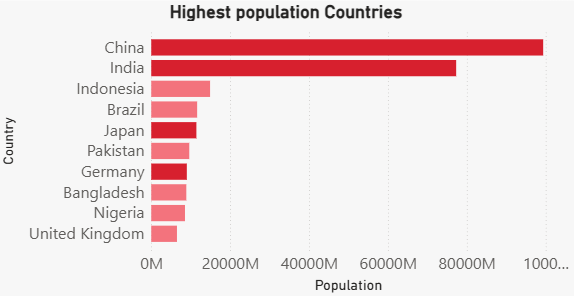 Highest population Countries
Country
China
India
Indonesia
Brazil
Japan
Pakistan
Germany
Bangladesh
Nigeria
United Kingdom
0M 20000M 40000M 60000M 80000M 1000...
Population